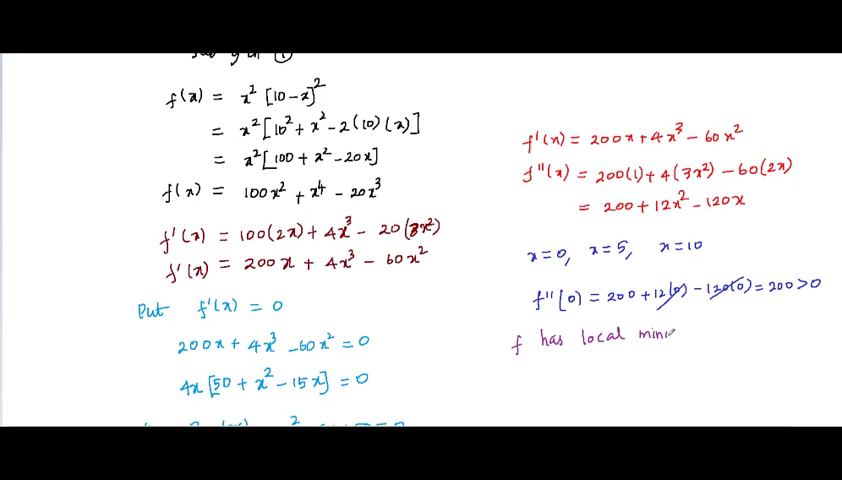 f(x) = x² [10 - x]²
= x² [10² + x² - 2(10)(x)]
= x² [100 + x² - 20x]
f(x) = 100x² + x⁴ - 20x³
f'(x) = 100(2x) + 4x³ - 20(3x²)
f'(x) = 200x + 4x³ - 60x²
Put f'(x) = 0
200x + 4x³ - 60x² = 0
4x[50 + x² - 15x] = 0
f'(x) = 200x + 4x³ - 60x²
f''(x) = 200(1) + 4(3x²) - 60(2x)
= 200 + 12x² - 120x
x=0, x=5, x=10
f''[0] = 200 + 12(0) - 120(0) = 200 > 0
f has local mini